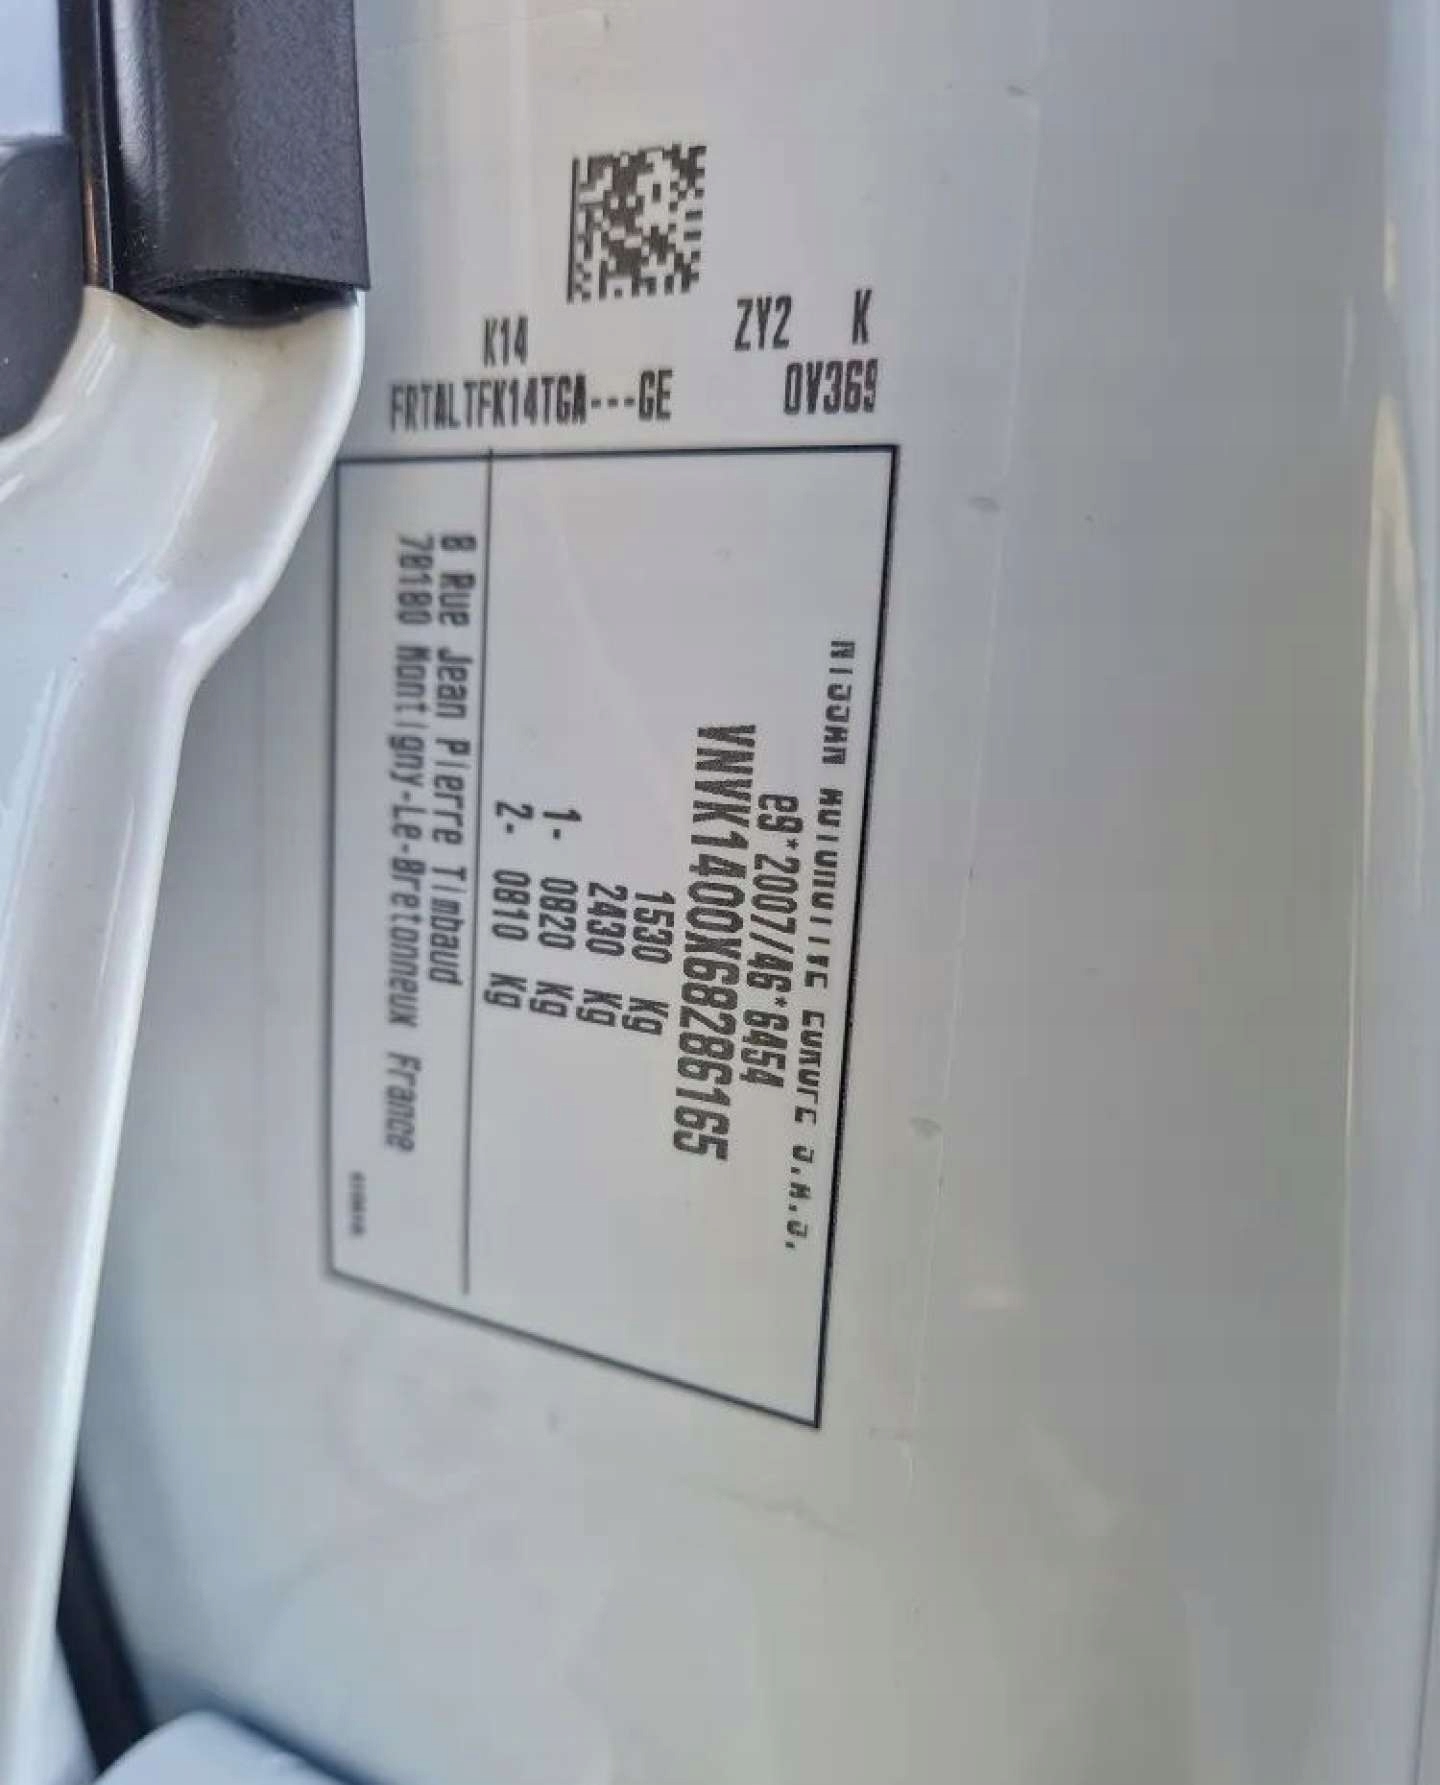 K14
ZY2 K
FRTALTFK14TGA---GE
0V369
NISSAN AUTOMOTIVE EUROPE S.A.S.
e9*2007/46*6454
VNVK1400X68286165
1530 Kg
2430 Kg
1- 0820 Kg
2- 0810 Kg
8 Rue Jean Pierre Timbaud
78180 Montigny-Le-Bretonneux France